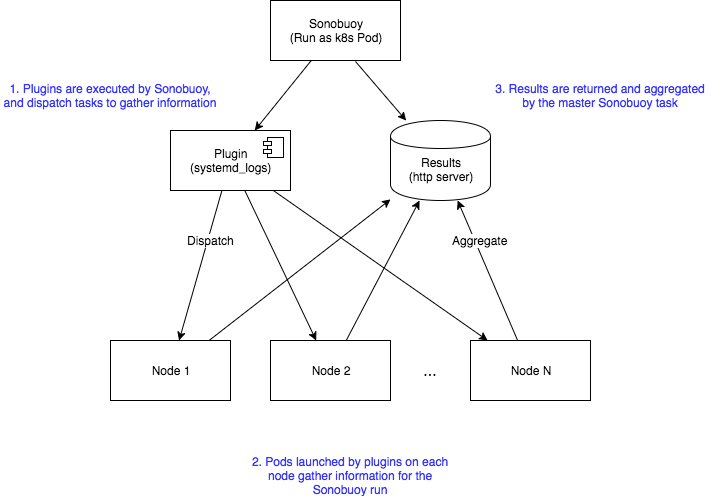 Sonobuoy
(Run as k8s Pod)
1. Plugins are executed by Sonobuoy,
and dispatch tasks to gather information
3. Results are returned and aggregated
by the master Sonobuoy task
Plugin
(systemd_logs)
Results
(http server)
Dispatch
Aggregate
Node 1
Node 2
...
Node N
2. Pods launched by plugins on each
node gather information for the
Sonobuoy run